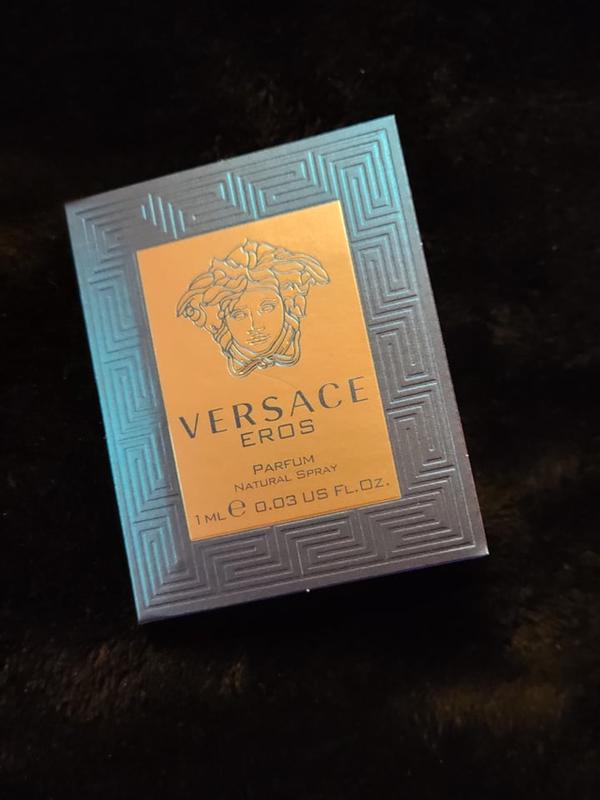 VERSACE
EROS
PARFUM
NATURAL SPRAY
1 ML e 0.03 US FL.OZ.